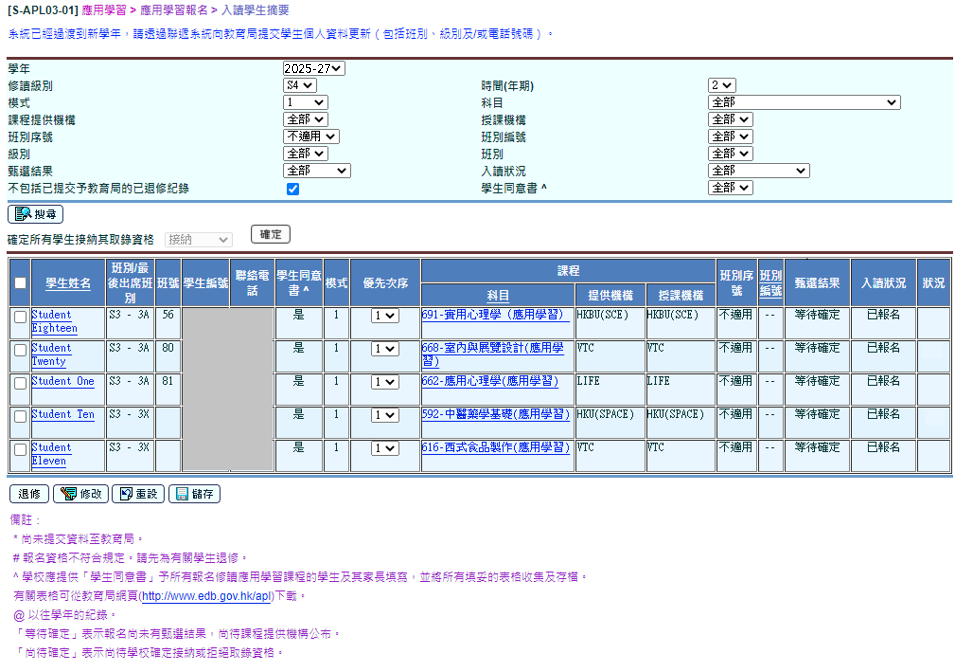 [S-APL03-01] 應用學習 > 應用學習報名 > 入讀學生摘要
系統已經過渡到新學年，請透過聯遞系統向教育局提交學生個人資料更新（包括班別、級別及/或電話號碼）。
學年 2025-27
修讀級別 S4 時間(年期) 2
模式 1 科目 全部
課程提供機構 全部 授課機構 全部
班別序號 不適用 班別編號 全部
級別 全部 班別 全部
甄選結果 全部 入讀狀況 全部
不包括已提交予教育局的已退修紀錄 學生同意書 ^ 全部
搜尋
確定所有學生接納其取錄資格 接納 確定
學生姓名 班別/最後出席班別 班號 學生編號 聯絡電話 學生同意書 ^ 模式 優先次序 課程 科目 提供機構 授課機構 班別序號 班別編號 甄選結果 入讀狀況 狀況
Student Eighteen S3 - 3A 56 是 1 1 691-實用心理學（應用學習） HKBU(SCE) HKBU(SCE) 不適用 -- 等待確定 已報名
Student Twenty S3 - 3A 80 是 1 1 668-室內與展覽設計(應用學習) VTC VTC 不適用 -- 等待確定 已報名
Student One S3 - 3A 81 是 1 1 662-應用心理學(應用學習) LIFE LIFE 不適用 -- 等待確定 已報名
Student Ten S3 - 3X 是 1 1 592-中醫藥學基礎(應用學習) HKU(SPACE) HKU(SPACE) 不適用 -- 等待確定 已報名
Student Eleven S3 - 3X 是 1 1 616-西式食品製作(應用學習) VTC VTC 不適用 -- 等待確定 已報名
退修 修改 重設 儲存
備註：
* 尚未提交資料至教育局。
# 報名資格不符合規定。請先為有關學生退修。
^ 學校應提供「學生同意書」予所有報名修讀應用學習課程的學生及其家長填寫，並將所有填妥的表格收集及存檔。
有關表格可從教育局網頁(http://www.edb.gov.hk/apl)下載。
@ 以往學年的紀錄。
「等待確定」表示報名尚未有甄選結果，尚待課程提供機構公布。
「尚待確定」表示尚待學校確定接納或拒絕取錄資格。